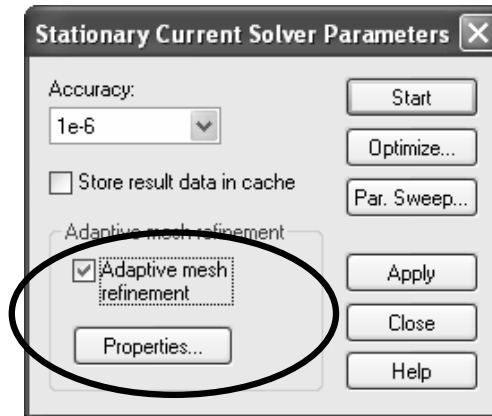 Stationary Current Solver Parameters
Accuracy:
1e-6
Store result data in cache
Adaptive mesh refinement
Adaptive mesh
refinement
Properties...
Start
Optimize...
Par. Sweep...
Apply
Close
Help